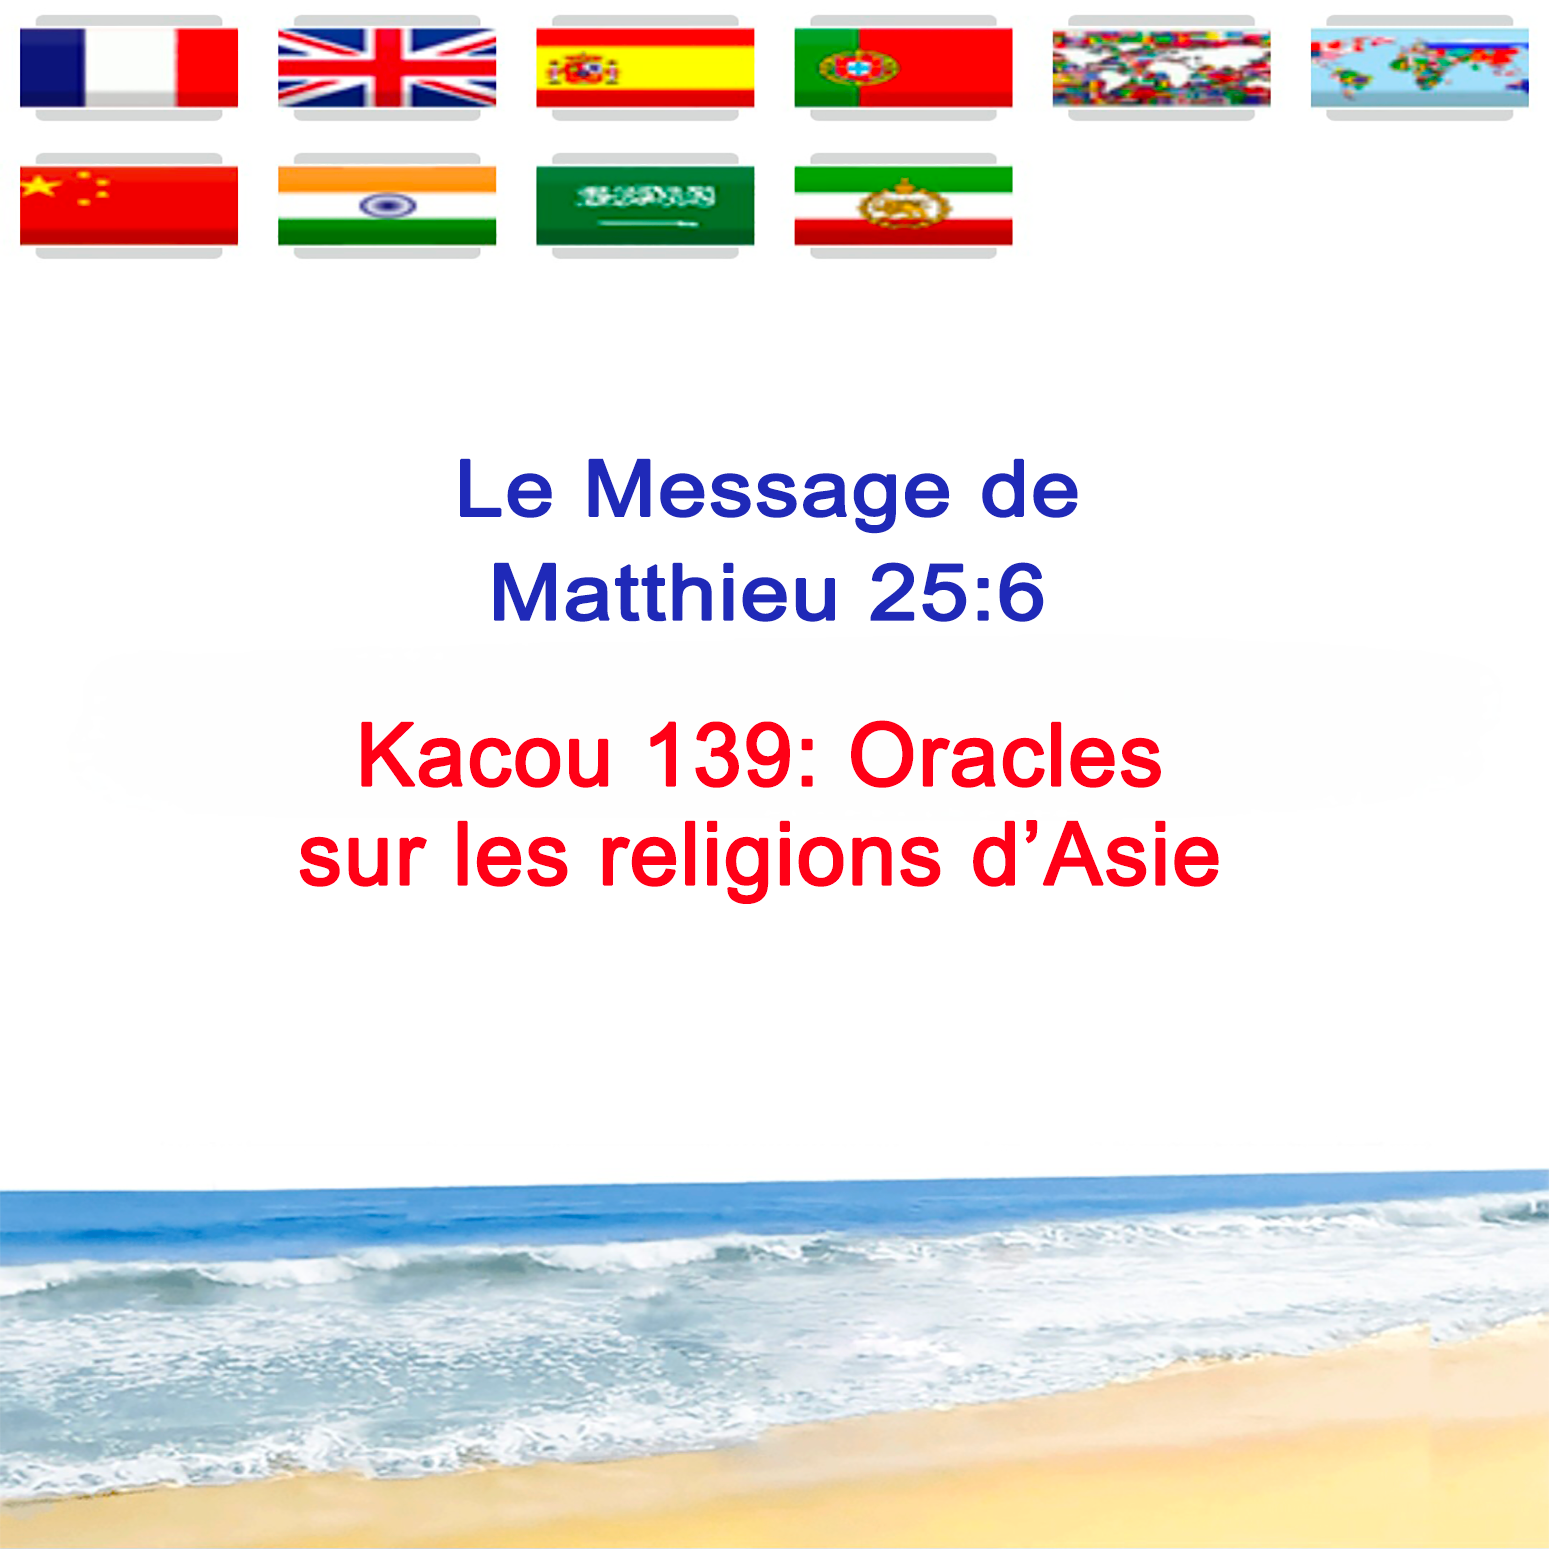 Le Message de
Matthieu 25:6
Kacou 139: Oracles
sur les religions d’Asie